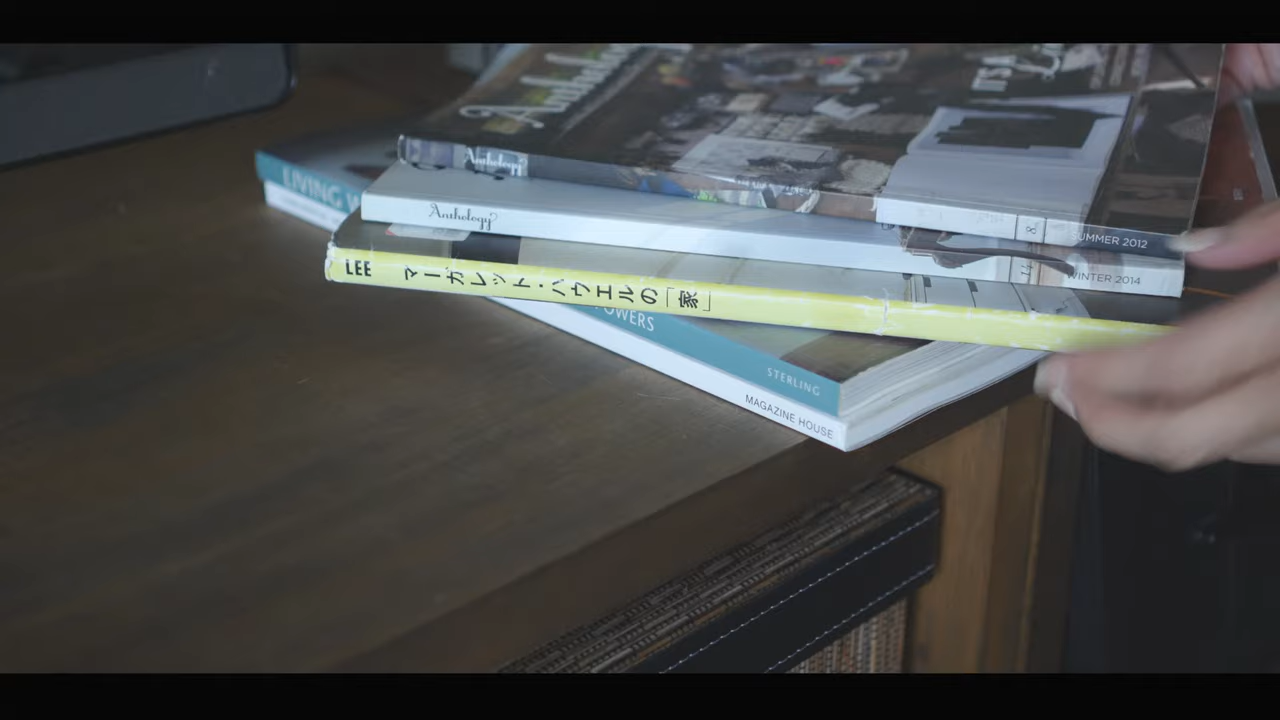 Anthology
Anthology
SUMMER 2012
Anthology
WINTER 2014
LEE マーガレット・ハウエルの「家」
LIVING
STERLING
MAGAZINE HOUSE